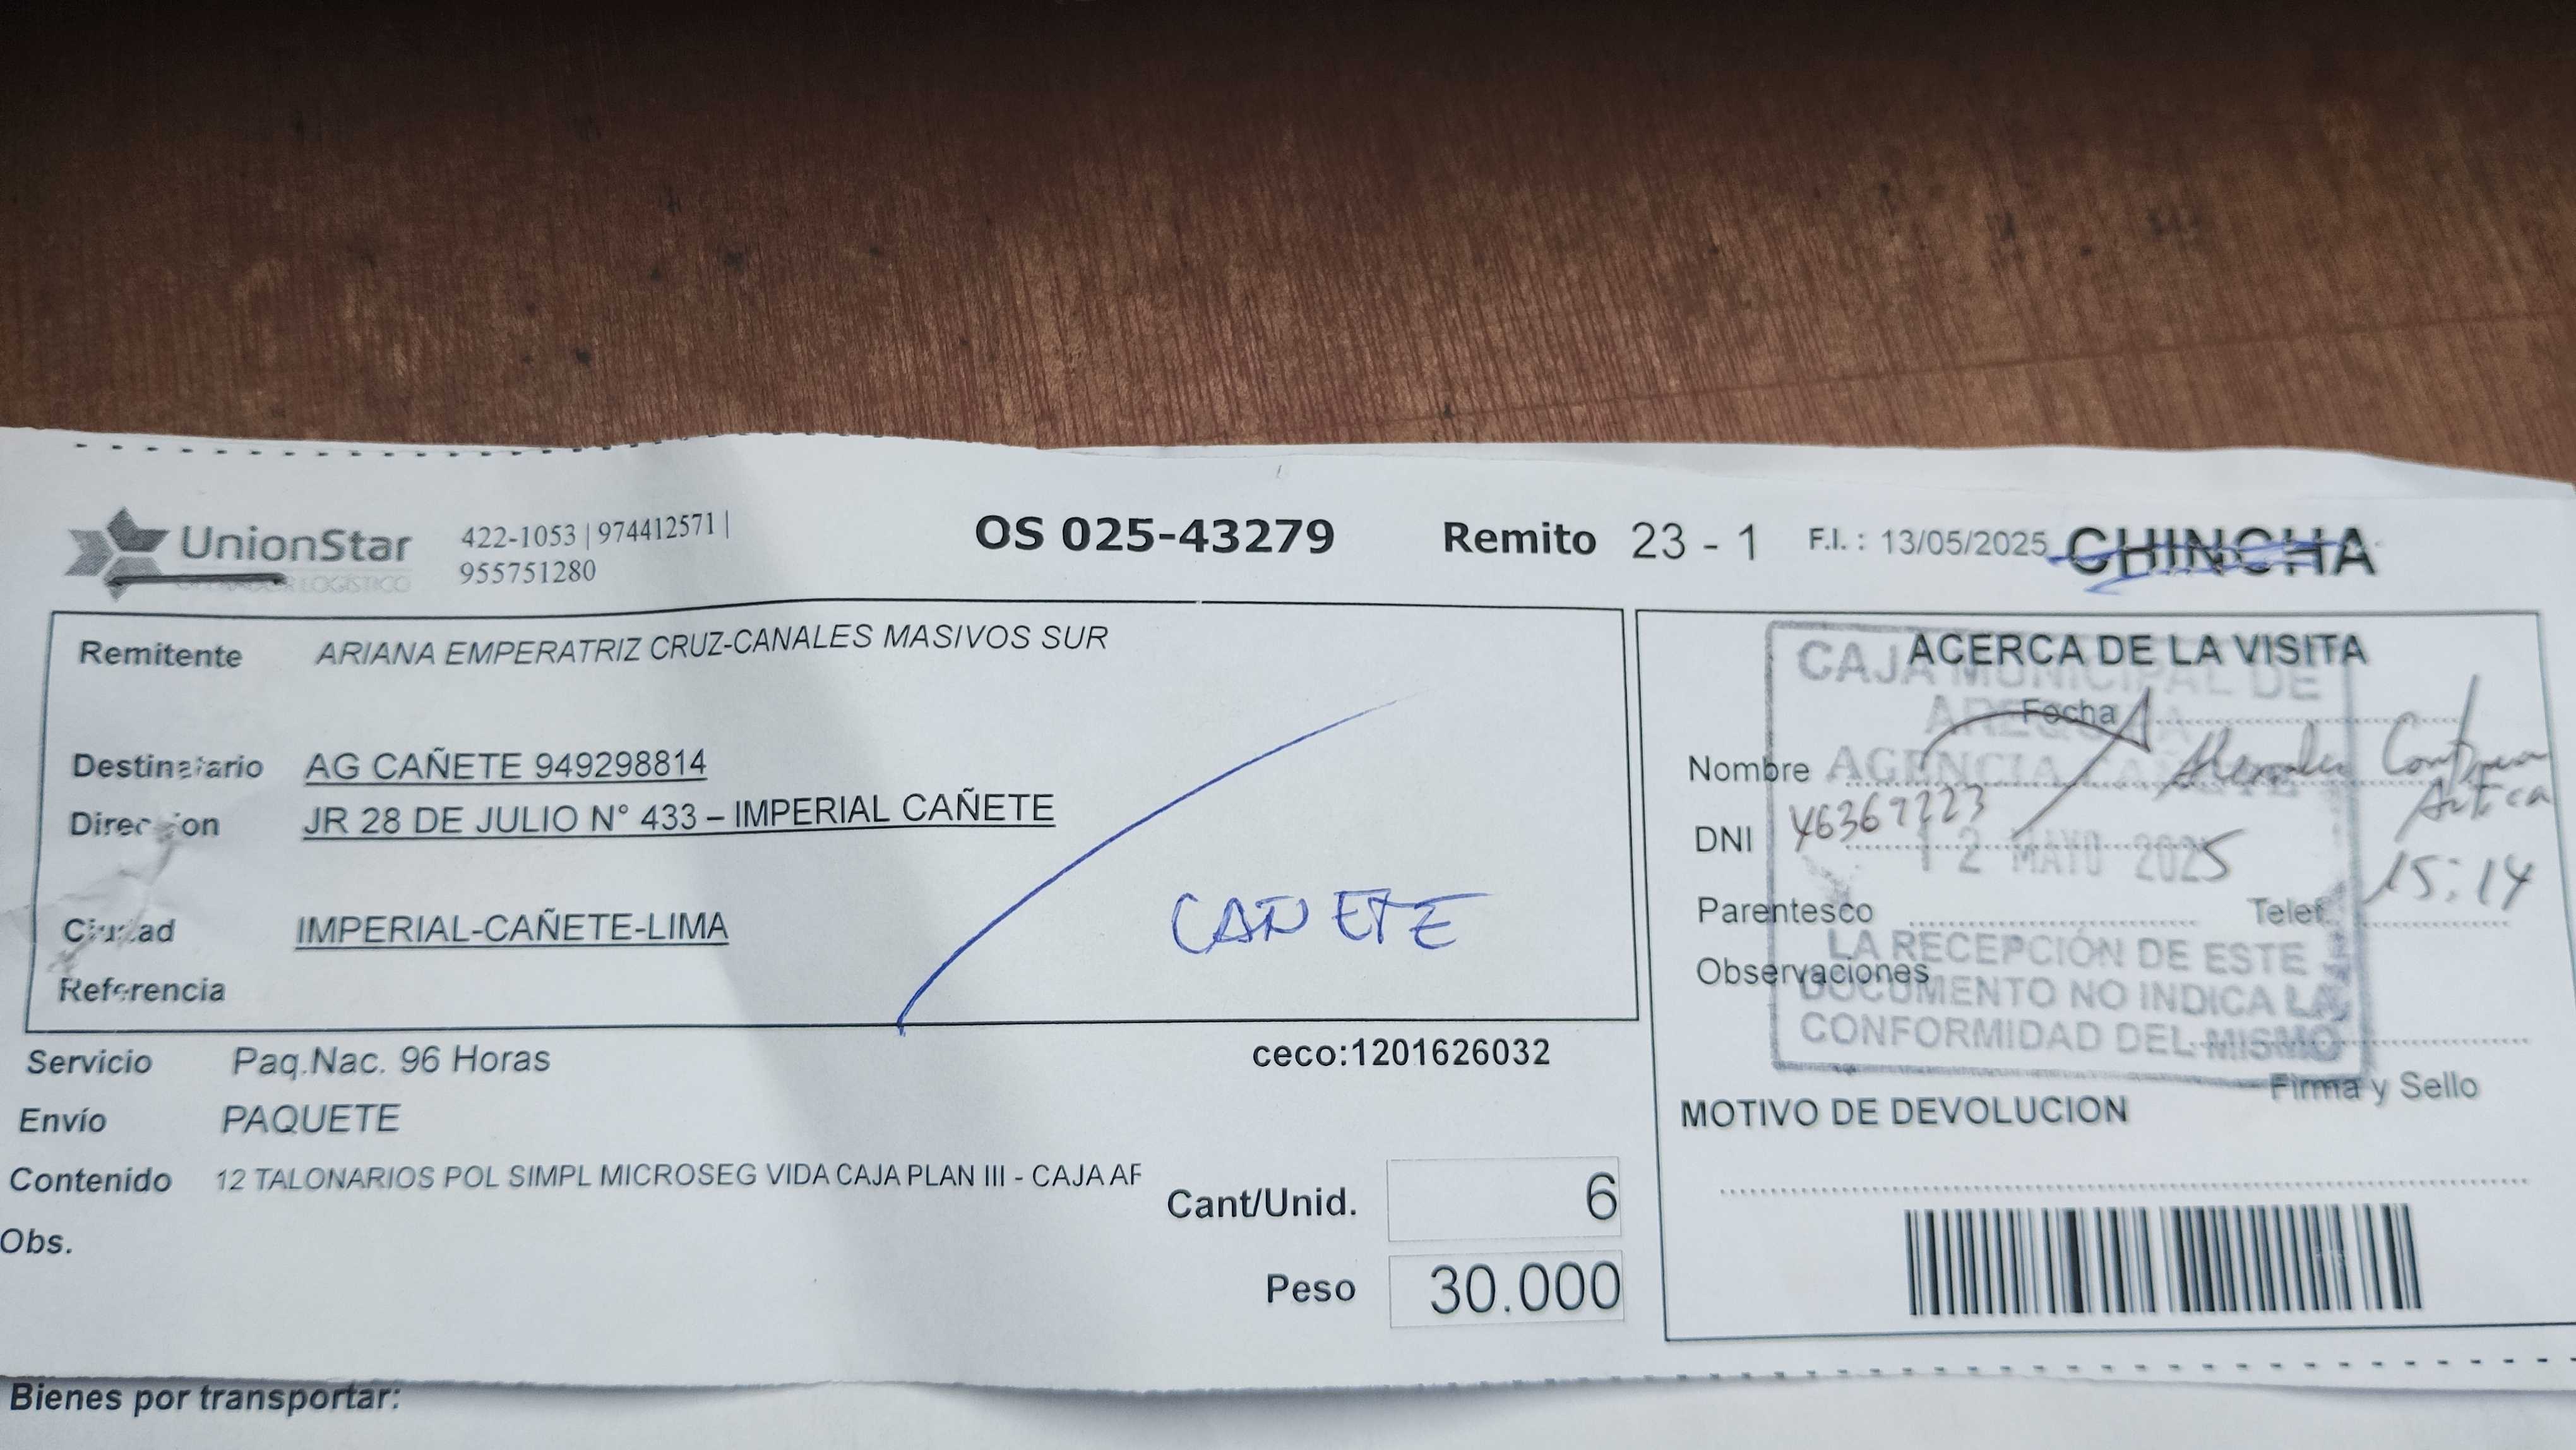 UnionStar
OPERADOR LOGÍSTICO
422-1053 | 974412571 |
955751280
OS 025-43279
Remito 23 - 1
F.I. : 13/05/2025
CHINCHA
Remitente ARIANA EMPERATRIZ CRUZ-CANALES MASIVOS SUR
Destinatario AG CAÑETE 949298814
Direccion JR 28 DE JULIO N° 433 – IMPERIAL CAÑETE
Ciudad IMPERIAL-CAÑETE-LIMA
Referencia
CAÑETE
Servicio Paq.Nac. 96 Horas
ceco:1201626032
Envío PAQUETE
Contenido 12 TALONARIOS POL SIMPL MICROSEG VIDA CAJA PLAN III - CAJA AF
Cant/Unid. 6
Obs.
Peso 30.000
ACERCA DE LA VISITA
CAJA MUNICIPAL DE
AREQUIPA
Fecha
Nombre
AGENCIA CAÑETE
DNI
12 MAYO 2025
15:14
Parentesco
Telef.
LA RECEPCIÓN DE ESTE
Observaciones
DOCUMENTO NO INDICA LA
CONFORMIDAD DEL MISMO
Firma y Sello
MOTIVO DE DEVOLUCION
Bienes por transportar: